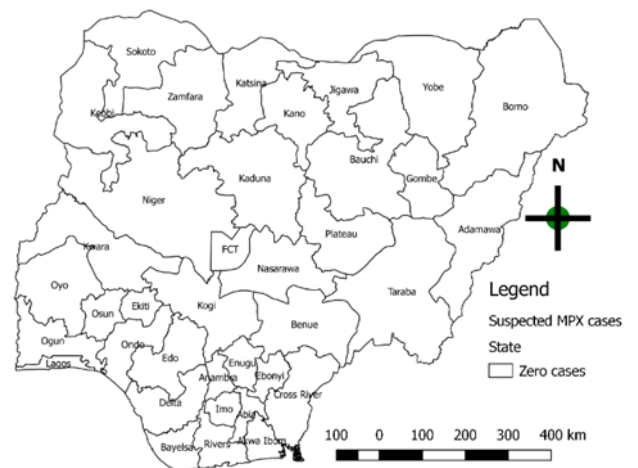 Sokoto
Katsina
Jigawa
Yobe
Borno
Kebbi
Zamfara
Kano
Bauchi
Gombe
Kaduna
Niger
N
Plateau
Adamawa
Kwara
FCT
Nasarawa
Taraba
Oyo
Osun
Ekiti
Kogi
Benue
Legend
Suspected MPX cases
State
Zero cases
Ogun
Lagos
Ondo
Edo
Enugu
Anambra
Ebonyi
Cross River
Delta
Imo
Abia
Bayelsa
Rivers
Akwa Ibom
100 0 100 200 300 400 km